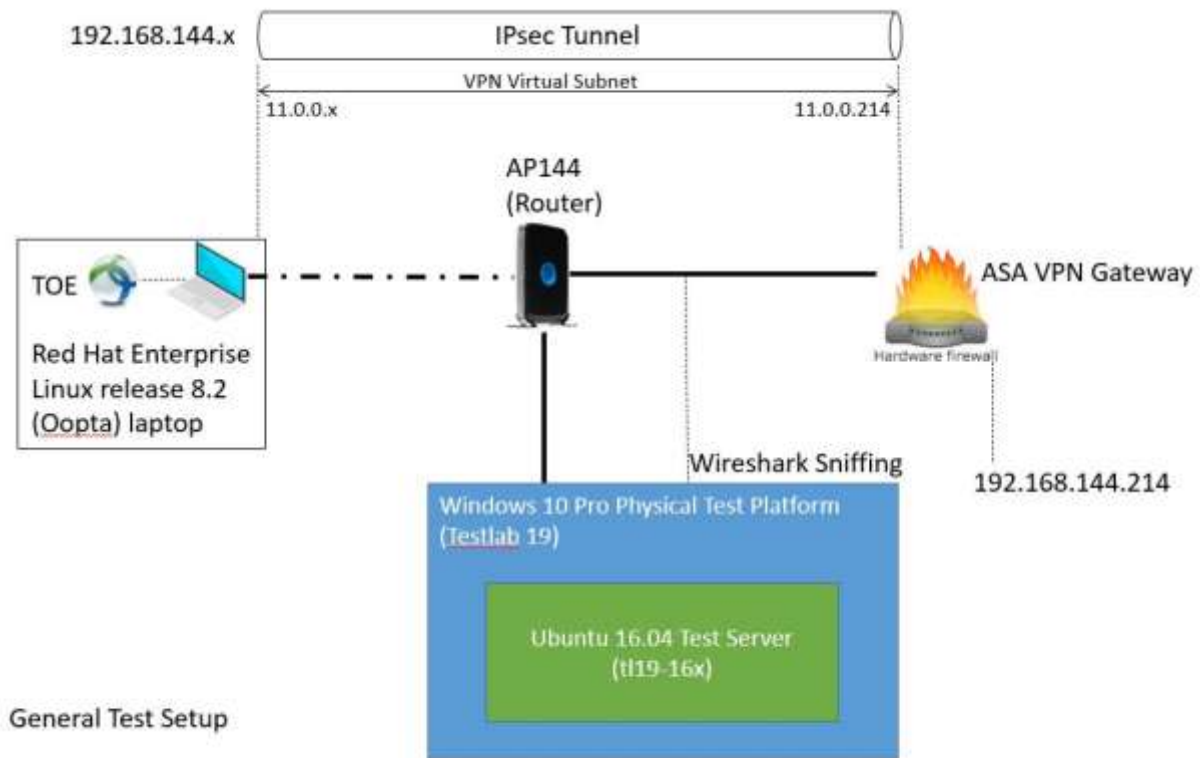 192.168.144.x
IPsec Tunnel
VPN Virtual Subnet
11.0.0.x
11.0.0.214
AP144
(Router)
TOE
ASA VPN Gateway
Hardware firewall
Red Hat Enterprise
Linux release 8.2
(Oopta) laptop
Wireshark Sniffing
192.168.144.214
Windows 10 Pro Physical Test Platform
(Testlab 19)
Ubuntu 16.04 Test Server
(tl19-16x)
General Test Setup